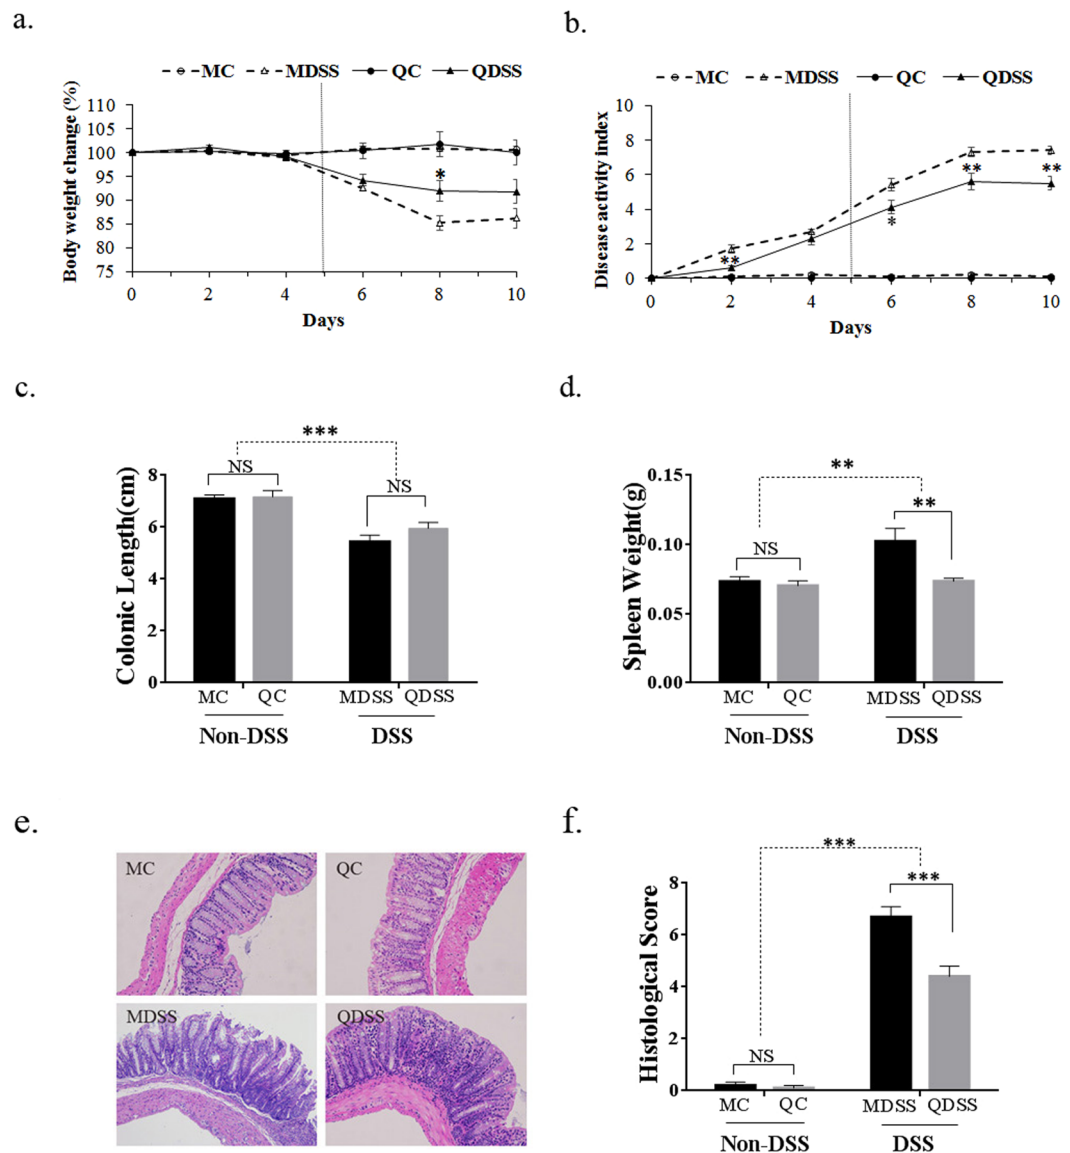 a.
MC MDSS QC QDSS
Body weight change (%)
110
105
100
95
90
85
80
75
*
0 2 4 6 8 10
Days
b.
MC MDSS QC QDSS
Disease activity index
10
8
6
4
2
0
** * ** **
0 2 4 6 8 10
Days
c.
***
NS NS
Colonic Length(cm)
8
6
4
2
0
MC QC MDSS QDSS
Non-DSS DSS
d.
**
**
NS
Spleen Weight(g)
0.15
0.10
0.05
0.00
MC QC MDSS QDSS
Non-DSS DSS
e.
MC QC
MDSS QDSS
f.
***
***
NS
Histological Score
8
6
4
2
0
MC QC MDSS QDSS
Non-DSS DSS